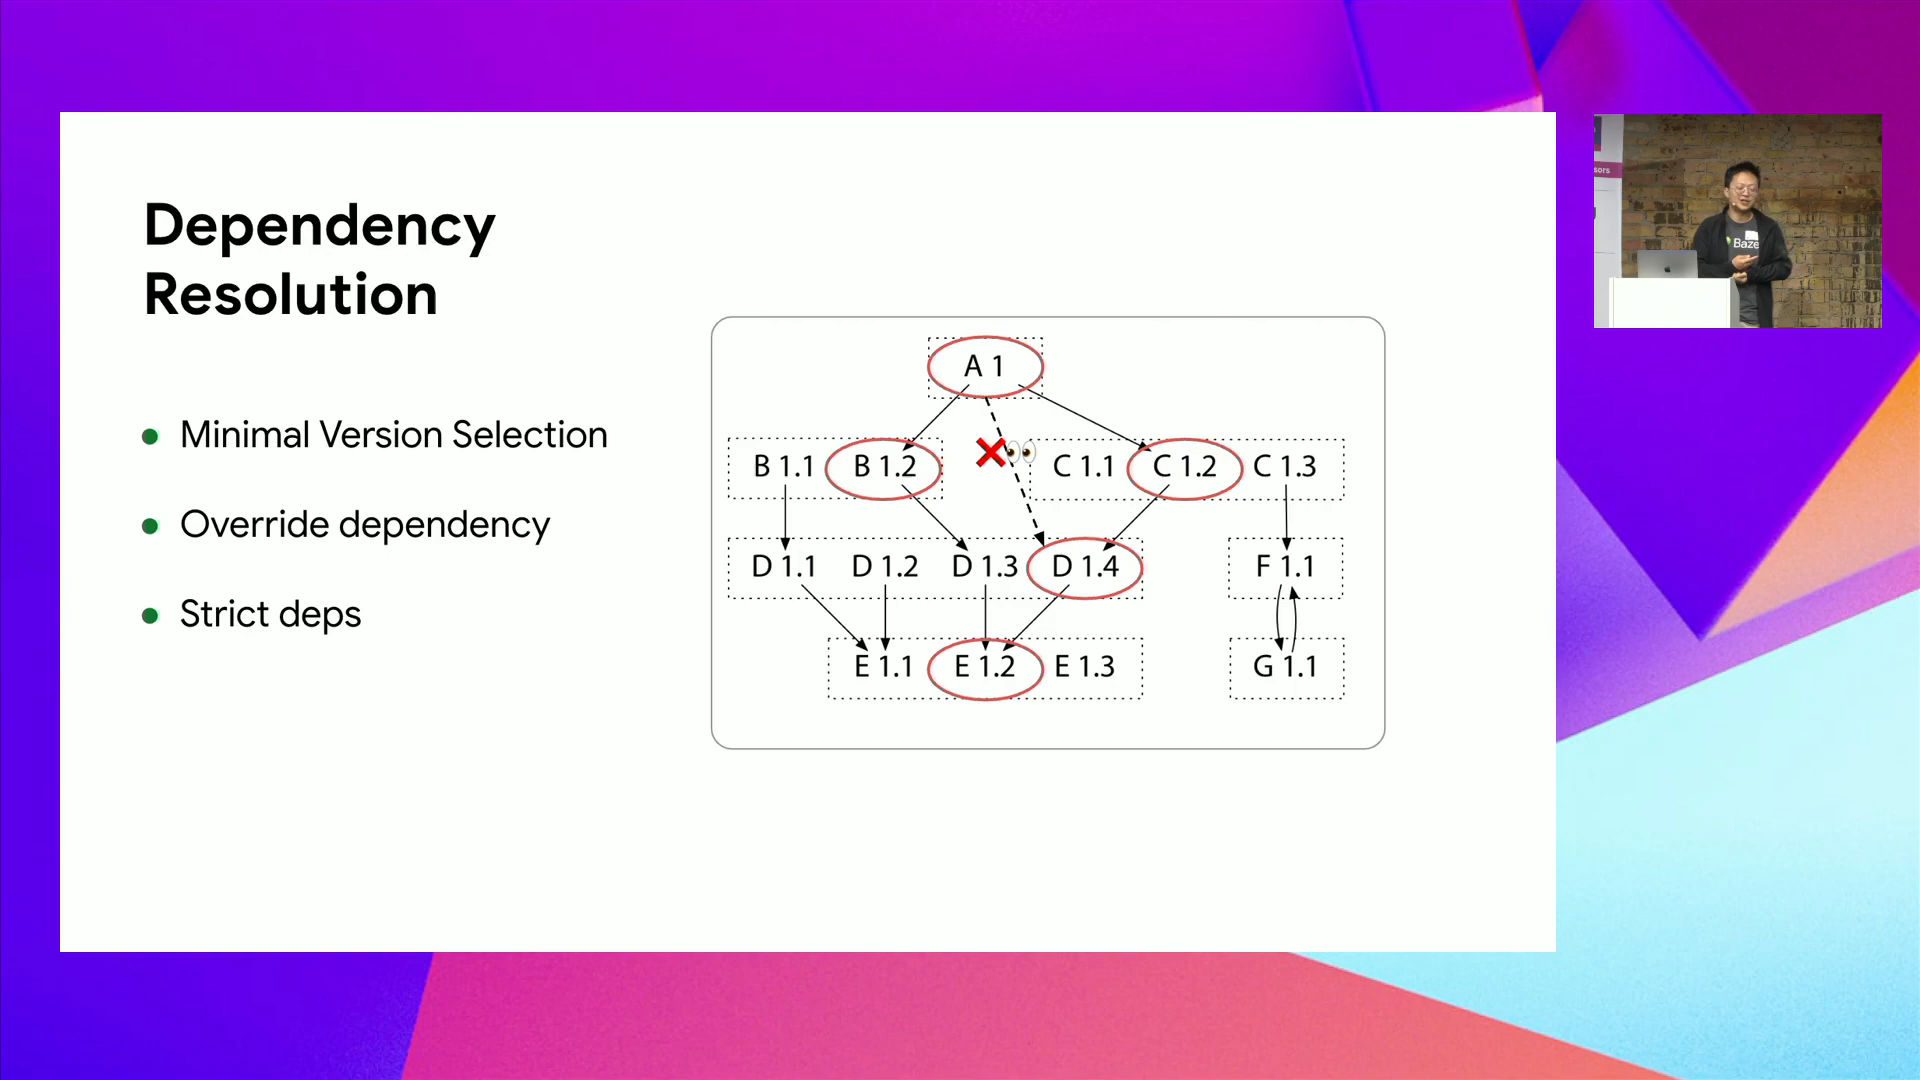 Dependency
Resolution
Minimal Version Selection
Override dependency
Strict deps
A 1
B 1.1 B 1.2 C 1.1 C 1.2 C 1.3
D 1.1 D 1.2 D 1.3 D 1.4 F 1.1
E 1.1 E 1.2 E 1.3 G 1.1
sors
Baze